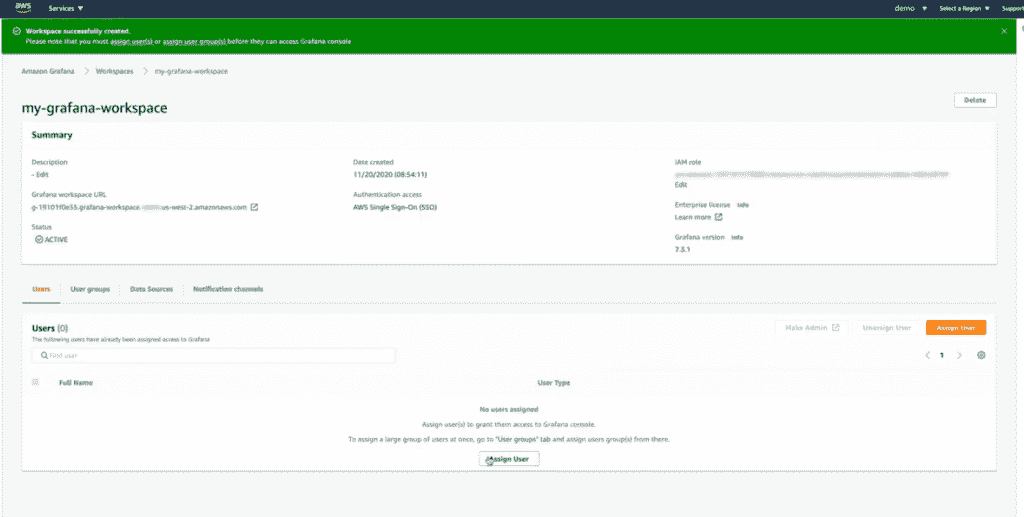 aws Services demo Select a Region Support
Workspace successfully created.
Please note that you must assign user(s) or assign user group(s) before they can access Grafana console
Amazon Grafana Workspaces my-grafana-workspace
my-grafana-workspace Delete
Summary
Description
- Edit
Grafana workspace URL
g-19101f0e35.grafana-workspace. us-west-2.amazonaws.com
Status
ACTIVE
Date created
11/20/2020 (08:54:11)
Authentication access
AWS Single Sign-On (SSO)
IAM role
Edit
Enterprise license Info
Learn more
Grafana version Info
7.3.1
Users User groups Data Sources Notification channels
Users (0) Make Admin Unassign User Assign User
The following users have already been assigned access to Grafana
Find user 1
Full Name User Type
No users assigned
Assign user(s) to grant them access to Grafana console.
To assign a large group of users at once, go to "User groups" tab and assign users group(s) from there.
Assign User